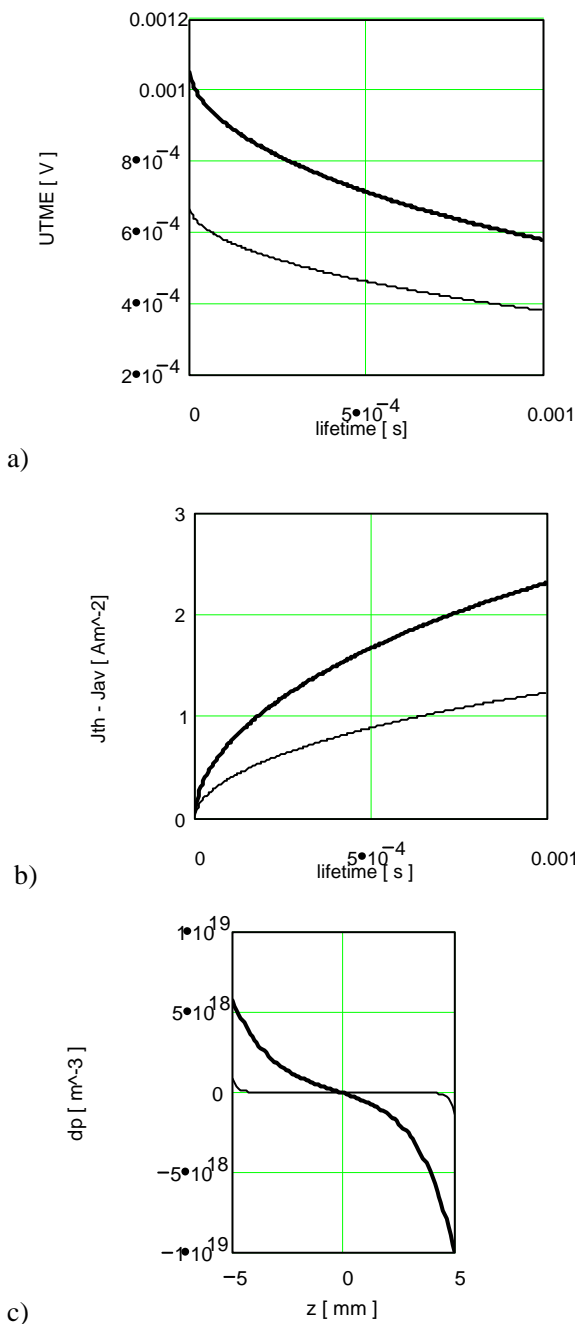 0.0012
0.001
8•10^−4
6•10^−4
4•10^−4
2•10^−4
UTME [ V ]
0
5•10^−4
0.001
lifetime [ s]
a)
3
2
1
0
Jth - Jav [ Am^-2 ]
0
5•10^−4
0.001
lifetime [ s ]
b)
1•10^19
5•10^18
0
−5•10^18
−1•10^19
dp [ m^-3 ]
−5
0
5
z [ mm ]
c)